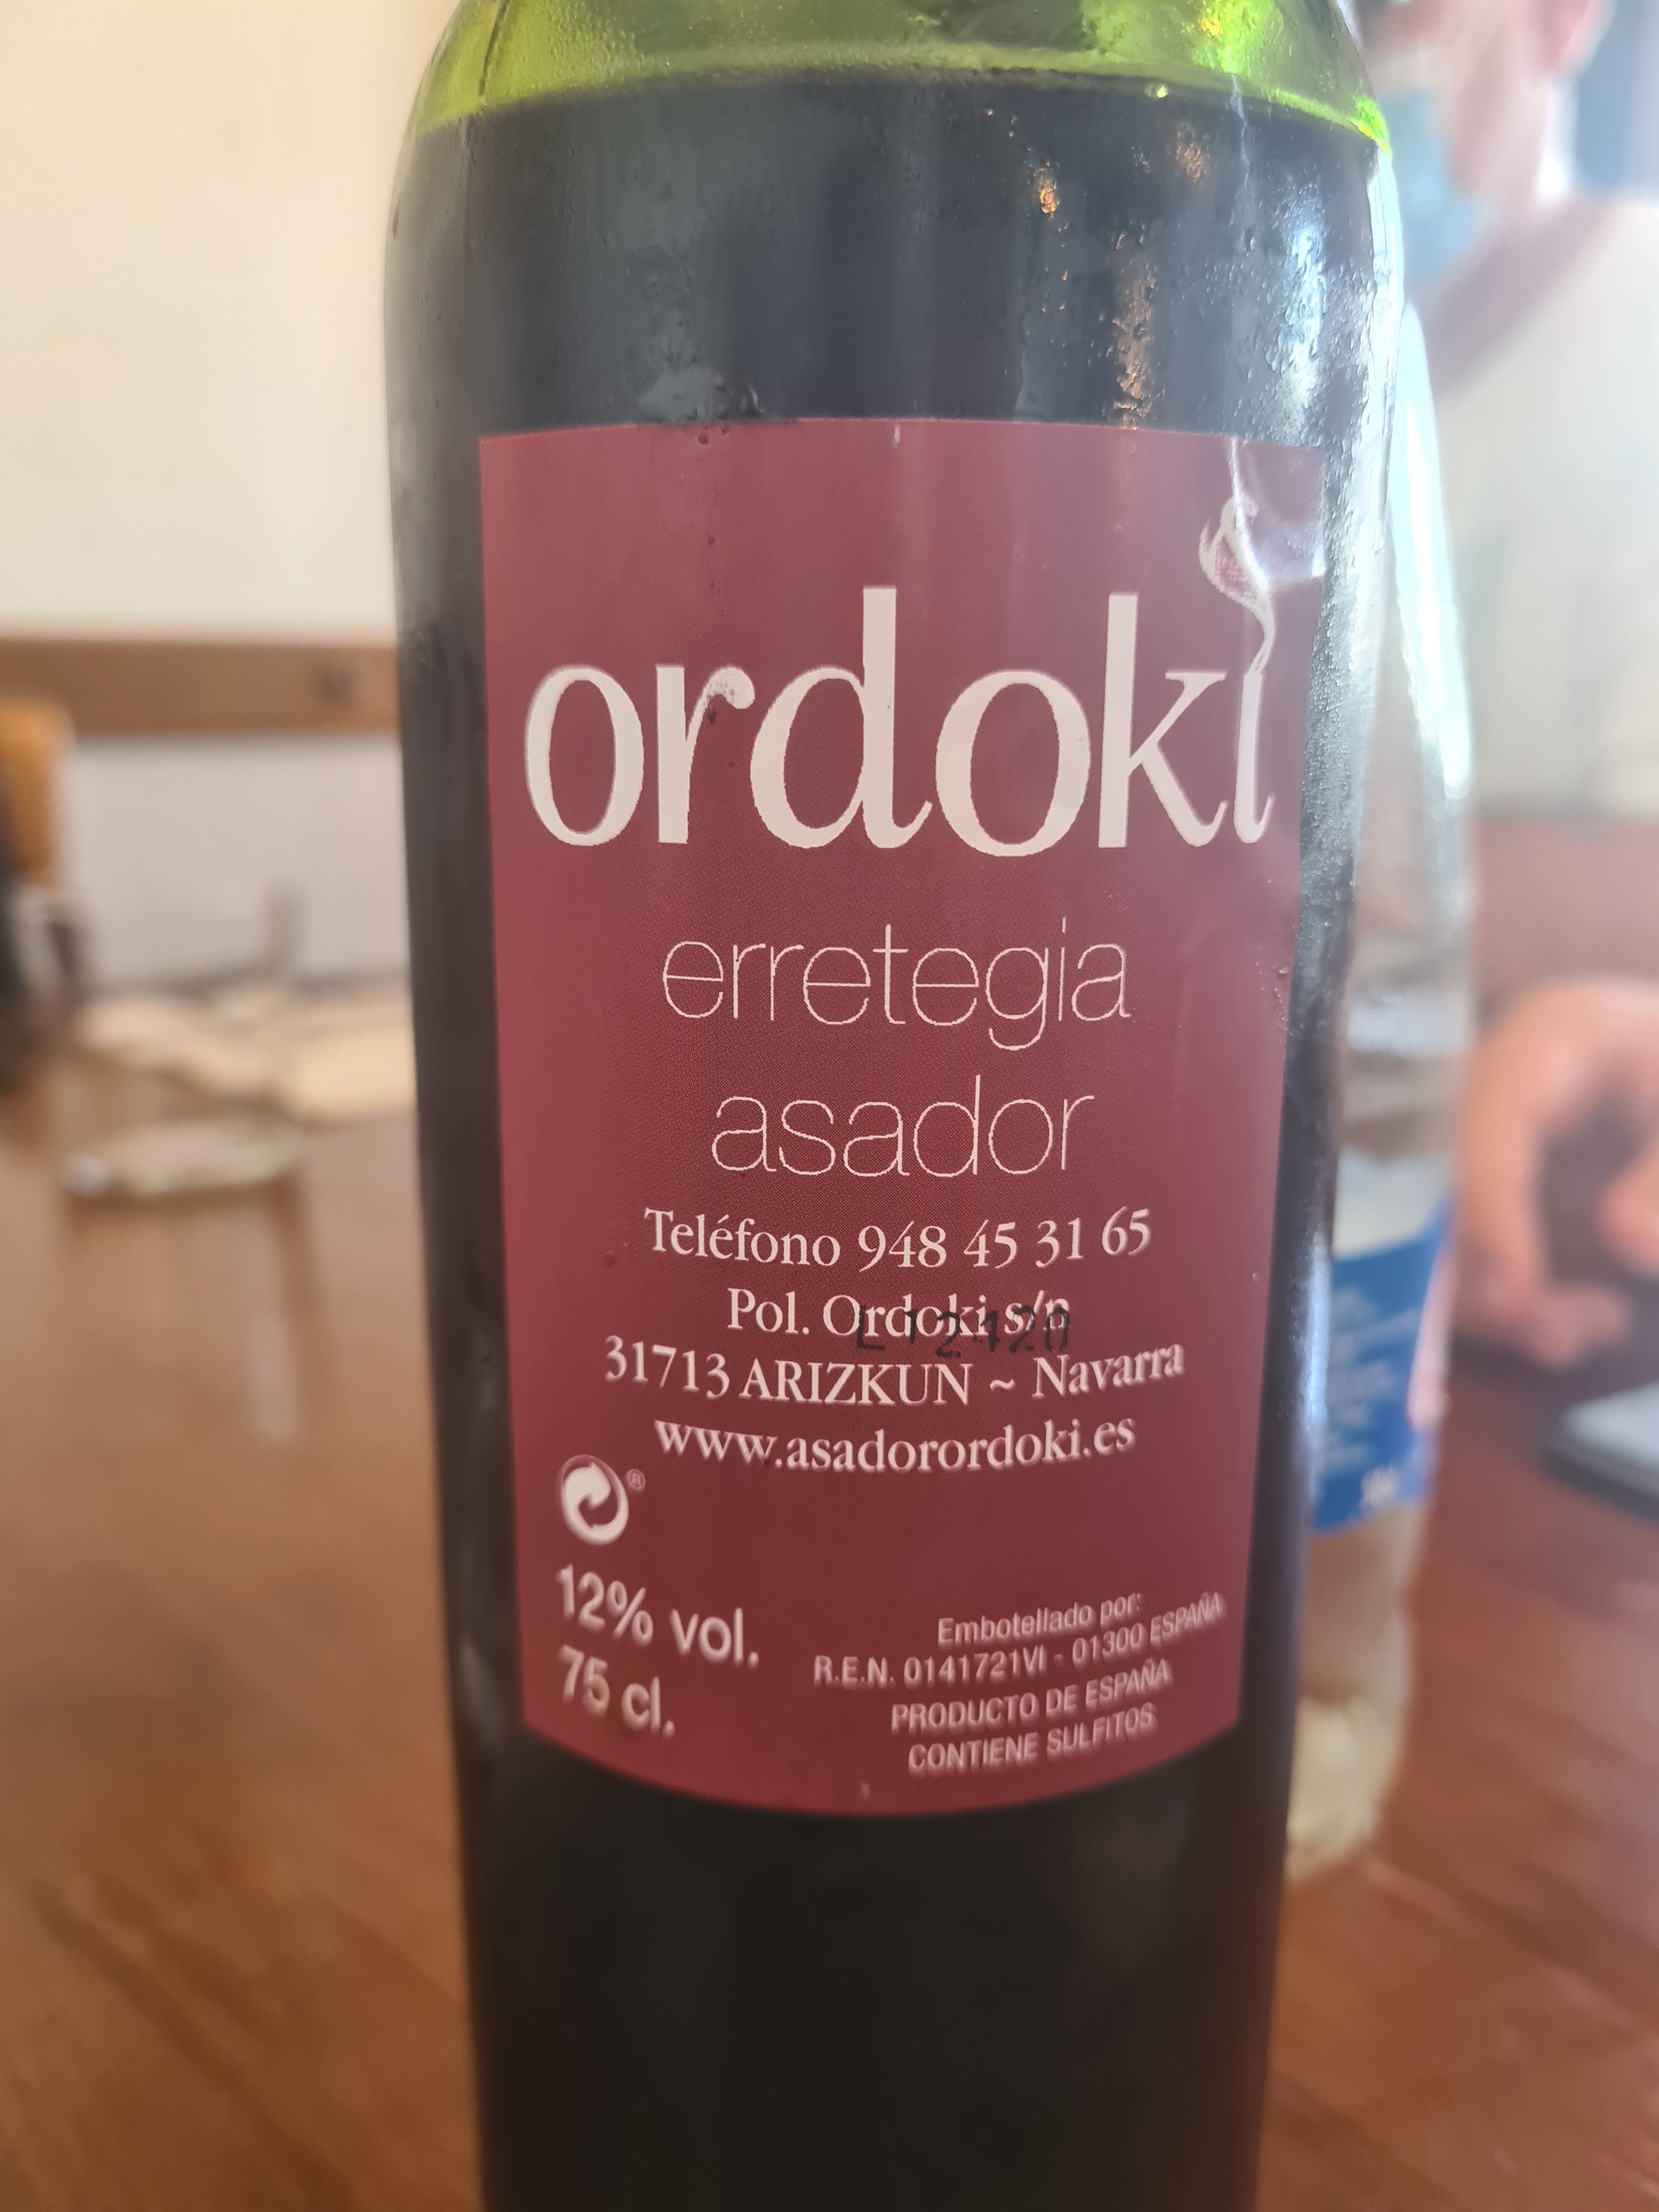 ordoki
erretegia
asador
Teléfono 948 45 31 65
Pol. Ordoki s/n
31713 ARIZKUN ~ Navarra
www.asadorordoki.es
®
12% vol.
75 cl.
Embotellado por:
R.E.N. 0141721VI - 01300 ESPAÑA
PRODUCTO DE ESPAÑA
CONTIENE SULFITOS